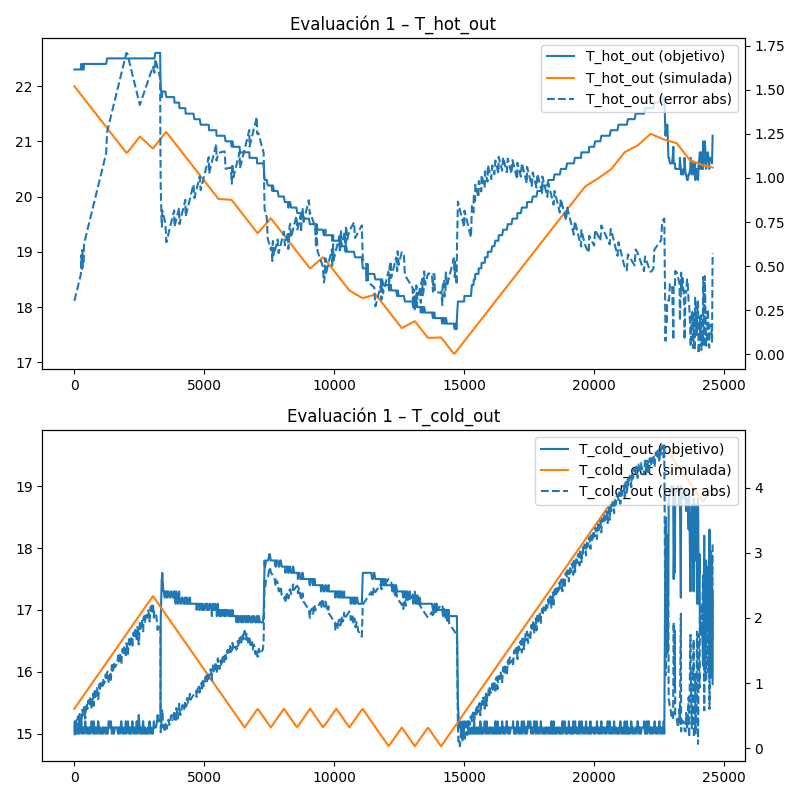 Evaluación 1 – T_hot_out
T_hot_out (objetivo)
T_hot_out (simulada)
T_hot_out (error abs)
22
21
20
19
18
17
1.75
1.50
1.25
1.00
0.75
0.50
0.25
0.00
0 5000 10000 15000 20000 25000
Evaluación 1 – T_cold_out
T_cold_out (objetivo)
T_cold_out (simulada)
T_cold_out (error abs)
19
18
17
16
15
4
3
2
1
0
0 5000 10000 15000 20000 25000